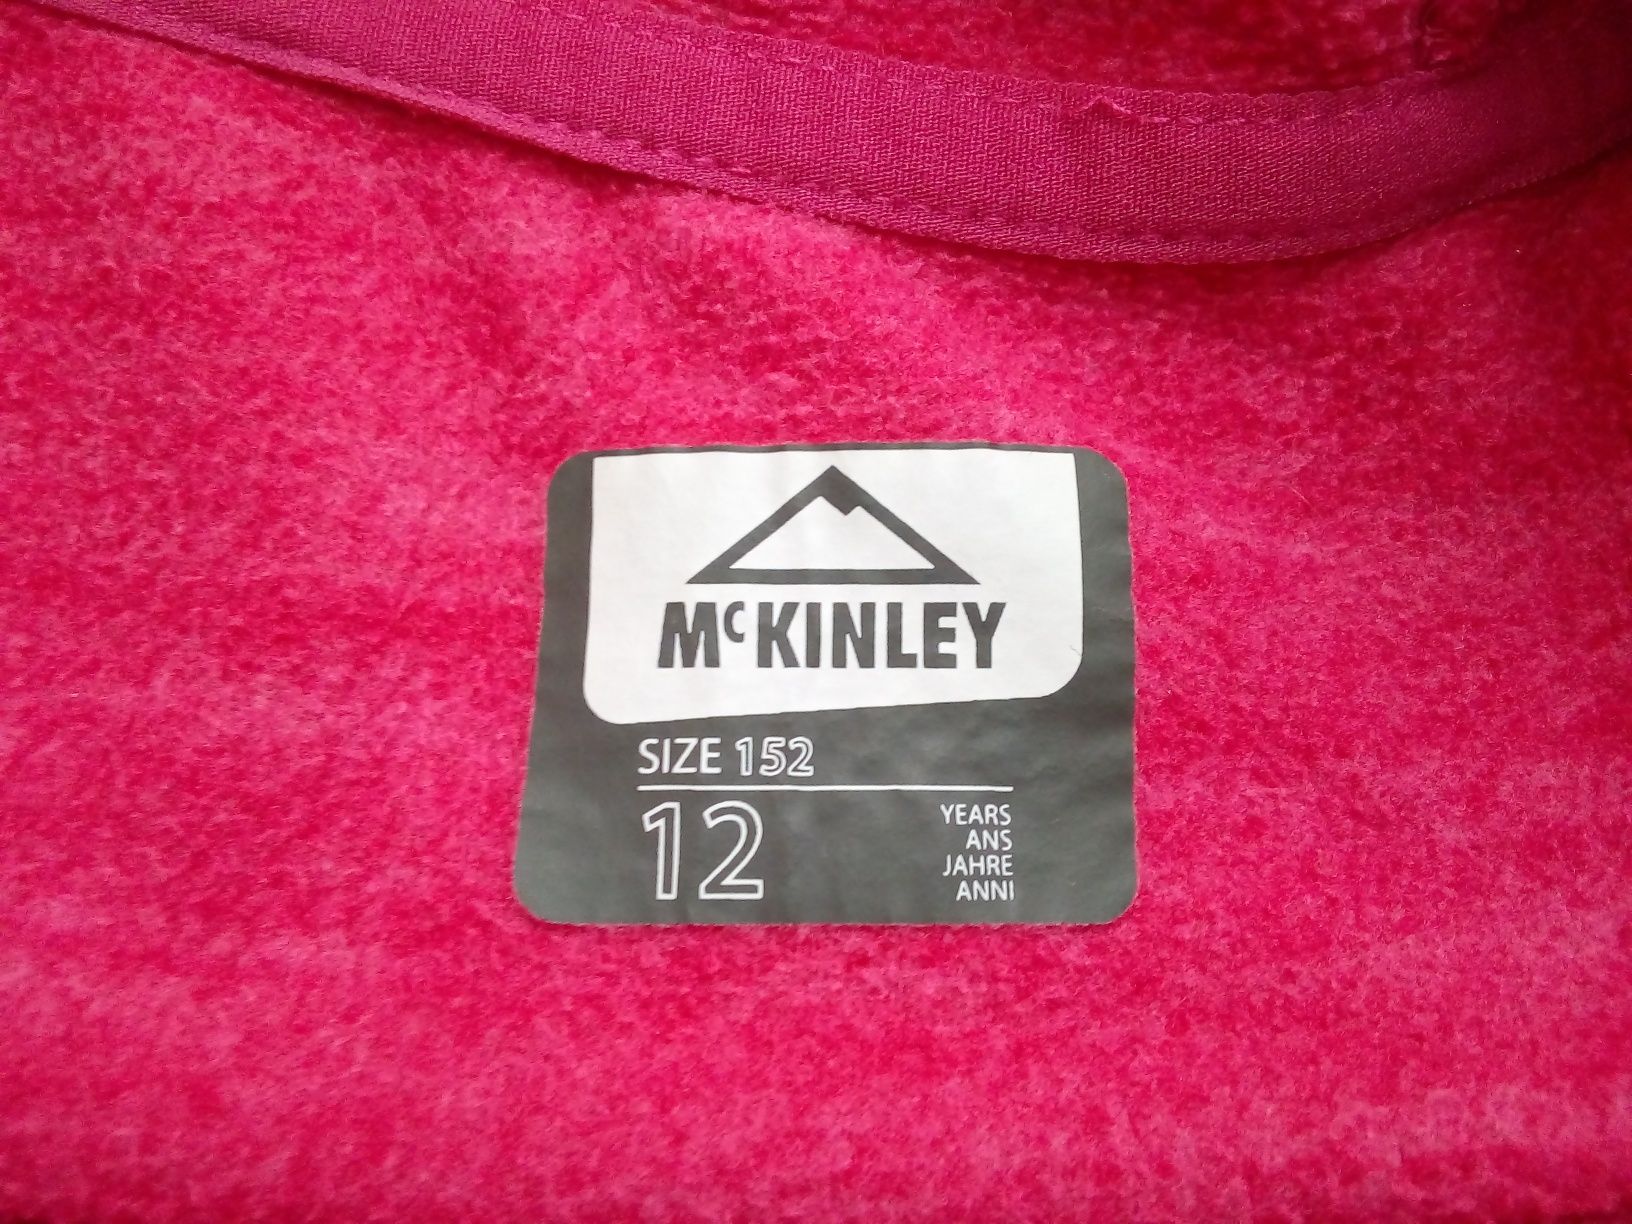 McKINLEY
SIZE 152
12
YEARS
ANS
JAHRE
ANNI